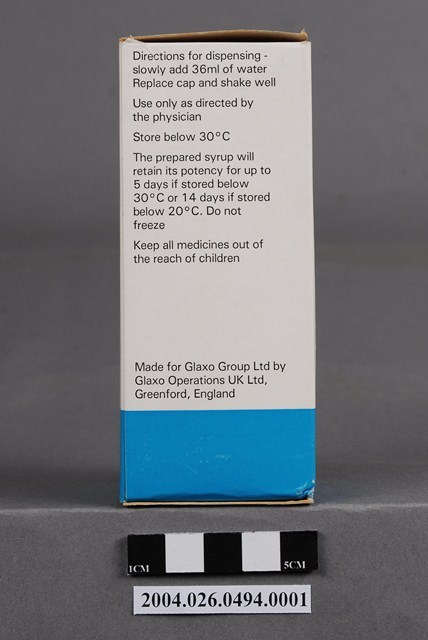 Directions for dispensing -
slowly add 36ml of water
Replace cap and shake well
Use only as directed by
the physician
Store below 30°C
The prepared syrup will
retain its potency for up to
5 days if stored below
30°C or 14 days if stored
below 20°C. Do not
freeze
Keep all medicines out of
the reach of children
Made for Glaxo Group Ltd by
Glaxo Operations UK Ltd,
Greenford, England
1CM 5CM
2004.026.0494.0001